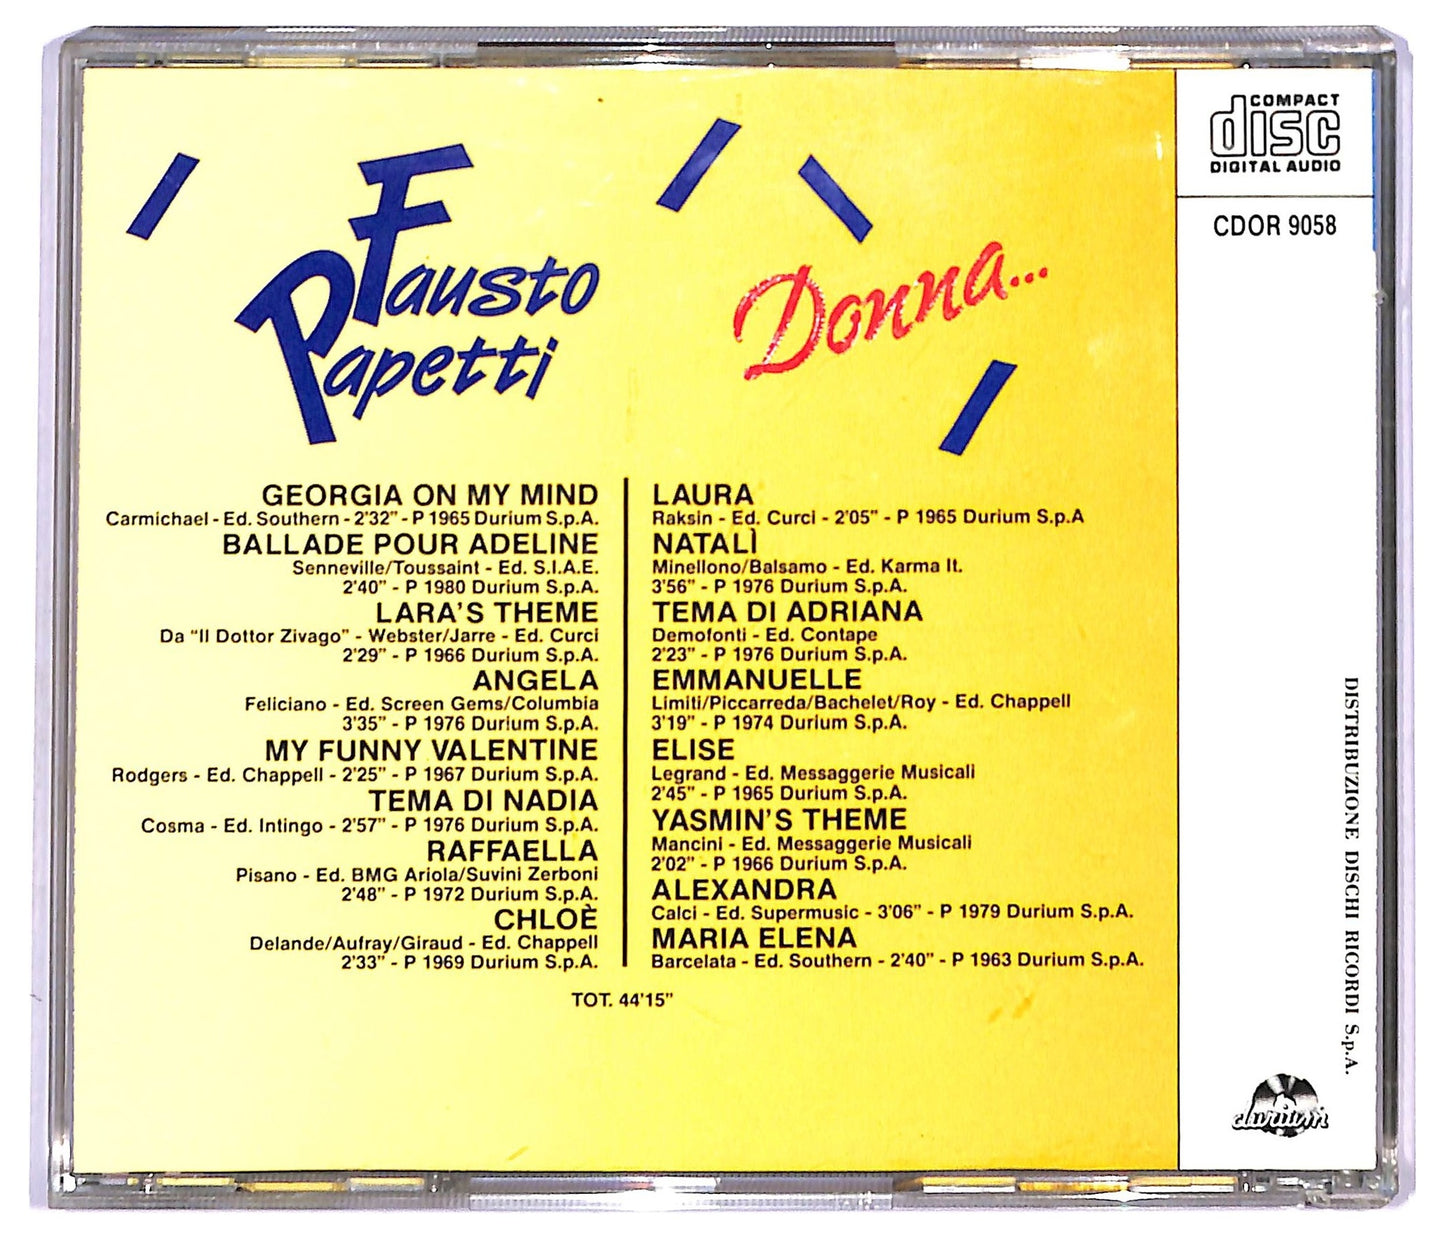 COMPACT
disc
DIGITAL AUDIO
CDOR 9058
Fausto
Papetti
Donna...
GEORGIA ON MY MIND
Carmichael - Ed. Southern - 2'32" - P 1965 Durium S.p.A.
BALLADE POUR ADELINE
Senneville/Toussaint - Ed. S.I.A.E.
2'40" - P 1980 Durium S.p.A.
LARA'S THEME
Da "Il Dottor Zivago" - Webster/Jarre - Ed. Curci
2'29" - P 1966 Durium S.p.A.
ANGELA
Feliciano - Ed. Screen Gems/Columbia
3'35" - P 1976 Durium S.p.A.
MY FUNNY VALENTINE
Rodgers - Ed. Chappell - 2'25" - P 1967 Durium S.p.A.
TEMA DI NADIA
Cosma - Ed. Intingo - 2'57" - P 1976 Durium S.p.A.
RAFFAELLA
Pisano - Ed. BMG Ariola/Suvini Zerboni
2'48" - P 1972 Durium S.p.A.
CHLOÈ
Delande/Aufray/Giraud - Ed. Chappell
2'33" - P 1969 Durium S.p.A.
LAURA
Raksin - Ed. Curci - 2'05" - P 1965 Durium S.p.A
NATALÌ
Minellono/Balsamo - Ed. Karma It.
3'56" - P 1976 Durium S.p.A.
TEMA DI ADRIANA
Demofonti - Ed. Contape
2'23" - P 1976 Durium S.p.A.
EMMANUELLE
Limiti/Piccarreda/Bachelet/Roy - Ed. Chappell
3'19" - P 1974 Durium S.p.A.
ELISE
Legrand - Ed. Messaggerie Musicali
2'45" - P 1965 Durium S.p.A.
YASMIN'S THEME
Mancini - Ed. Messaggerie Musicali
2'02" - P 1966 Durium S.p.A.
ALEXANDRA
Calci - Ed. Supermusic - 3'06" - P 1979 Durium S.p.A.
MARIA ELENA
Barcelata - Ed. Southern - 2'40" - P 1963 Durium S.p.A.
TOT. 44'15"
DISTRIBUZIONE DISCHI RICORDI S.p.A.
durium